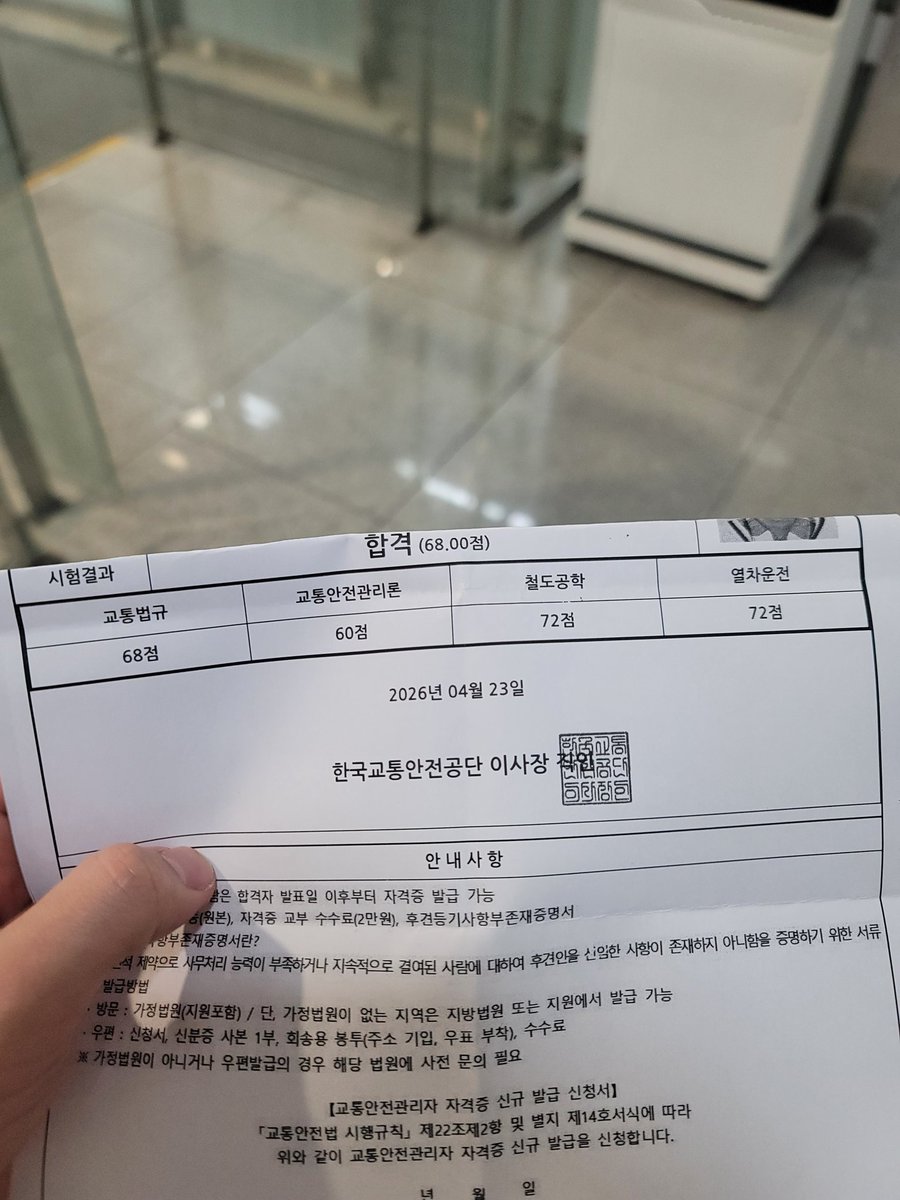 시험결과 합격 (68.00점)
교통법규 교통안전관리론 철도공학 열차운전
68점 60점 72점 72점
2026년 04월 23일
한국교통안전공단 이사장 직인
안 내 사 항
은 합격자 발표일 이후부터 자격증 발급 가능
(원본), 자격증 교부 수수료(2만원), 후견등기사항부존재증명서
사항부존재증명서란?
제약으로 사무처리 능력이 부족하거나 지속적으로 결여된 사람에 대하여 후견인을 선임한 사항이 존재하지 아니함을 증명하기 위한 서류
발급방법
· 방문 : 가정법원(지원포함) / 단, 가정법원이 없는 지역은 지방법원 또는 지원에서 발급 가능
· 우편 : 신청서, 신분증 사본 1부, 회송용 봉투(주소 기입, 우표 부착), 수수료
※ 가정법원이 아니거나 우편발급의 경우 해당 법원에 사전 문의 필요
【교통안전관리자 자격증 신규 발급 신청서】
「교통안전법 시행규칙」 제22조제2항 및 별지 제14호서식에 따라
위와 같이 교통안전관리자 자격증 신규 발급을 신청합니다.
년 월 일